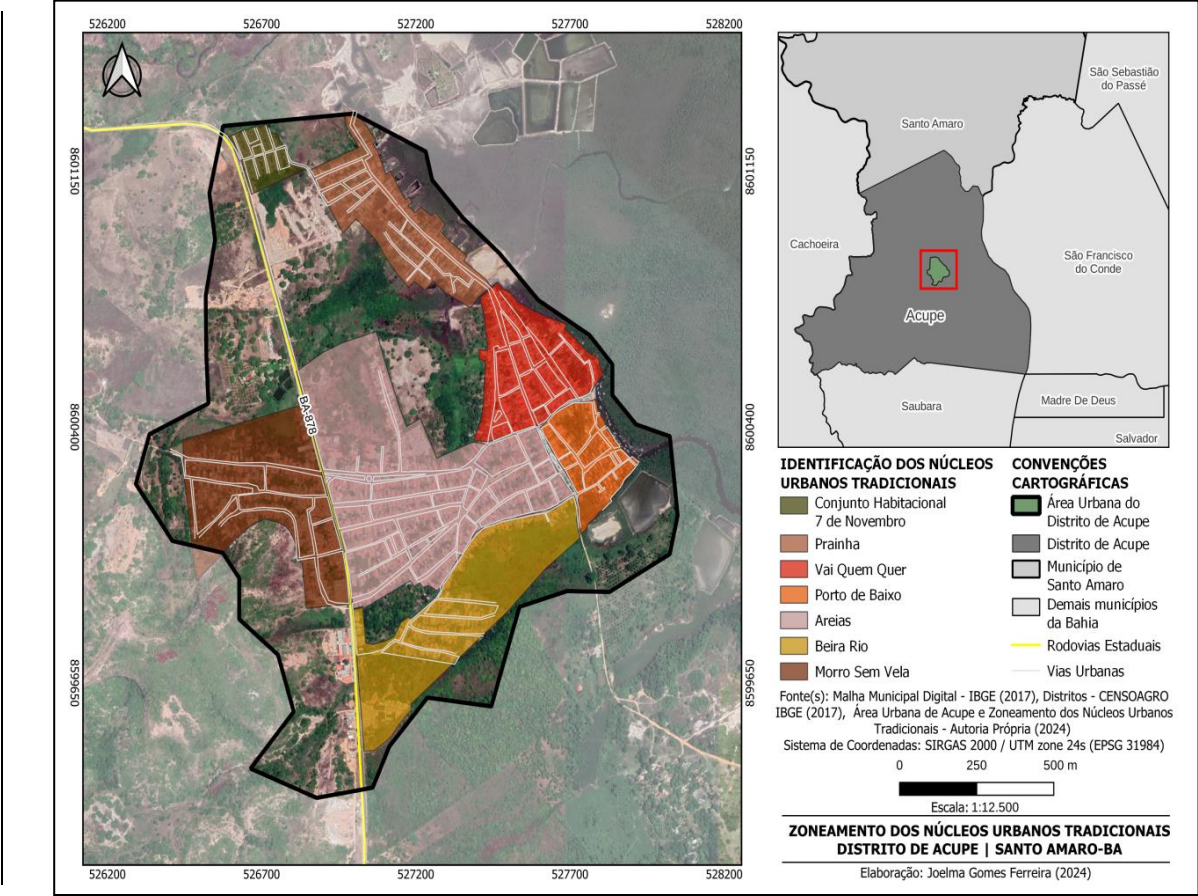 526200
526700
527200
527700
528200
8601150
8600400
8599650
BA-878
8601150
8600400
8599650
526200
526700
527200
527700
528200
São Sebastião
do Passé
Santo Amaro
Cachoeira
São Francisco
do Conde
Acupe
Saubara
Madre De Deus
Salvador
IDENTIFICAÇÃO DOS NÚCLEOS
URBANOS TRADICIONAIS
Conjunto Habitacional
7 de Novembro
Prainha
Vai Quem Quer
Porto de Baixo
Areias
Beira Rio
Morro Sem Vela
CONVENÇÕES
CARTOGRÁFICAS
Área Urbana do
Distrito de Acupe
Distrito de Acupe
Município de
Santo Amaro
Demais municípios
da Bahia
Rodovias Estaduais
Vias Urbanas
Fonte(s): Malha Municipal Digital - IBGE (2017), Distritos - CENSOAGRO
IBGE (2017), Área Urbana de Acupe e Zoneamento dos Núcleos Urbanos
Tradicionais - Autoria Própria (2024)
Sistema de Coordenadas: SIRGAS 2000 / UTM zone 24s (EPSG 31984)
0 250 500 m
Escala: 1:12.500
ZONEAMENTO DOS NÚCLEOS URBANOS TRADICIONAIS
DISTRITO DE ACUPE | SANTO AMARO-BA
Elaboração: Joelma Gomes Ferreira (2024)